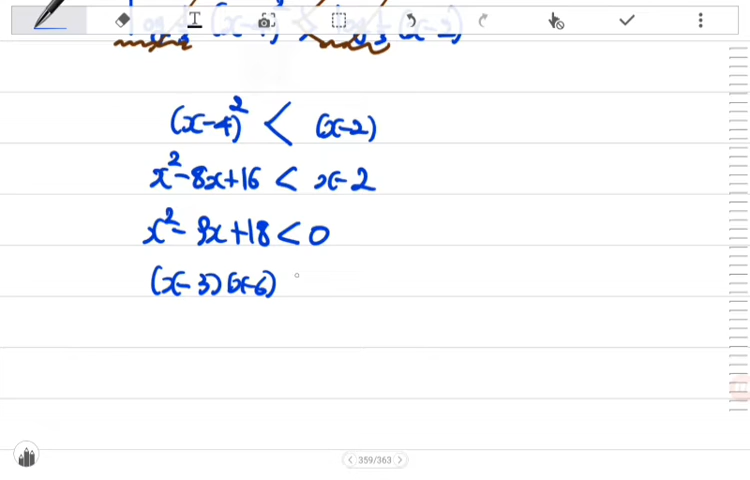 (x-4)² < (x-2)
x²-8x+16 < x-2
x²-9x+18 < 0
(x-3)(x-6)
359/363